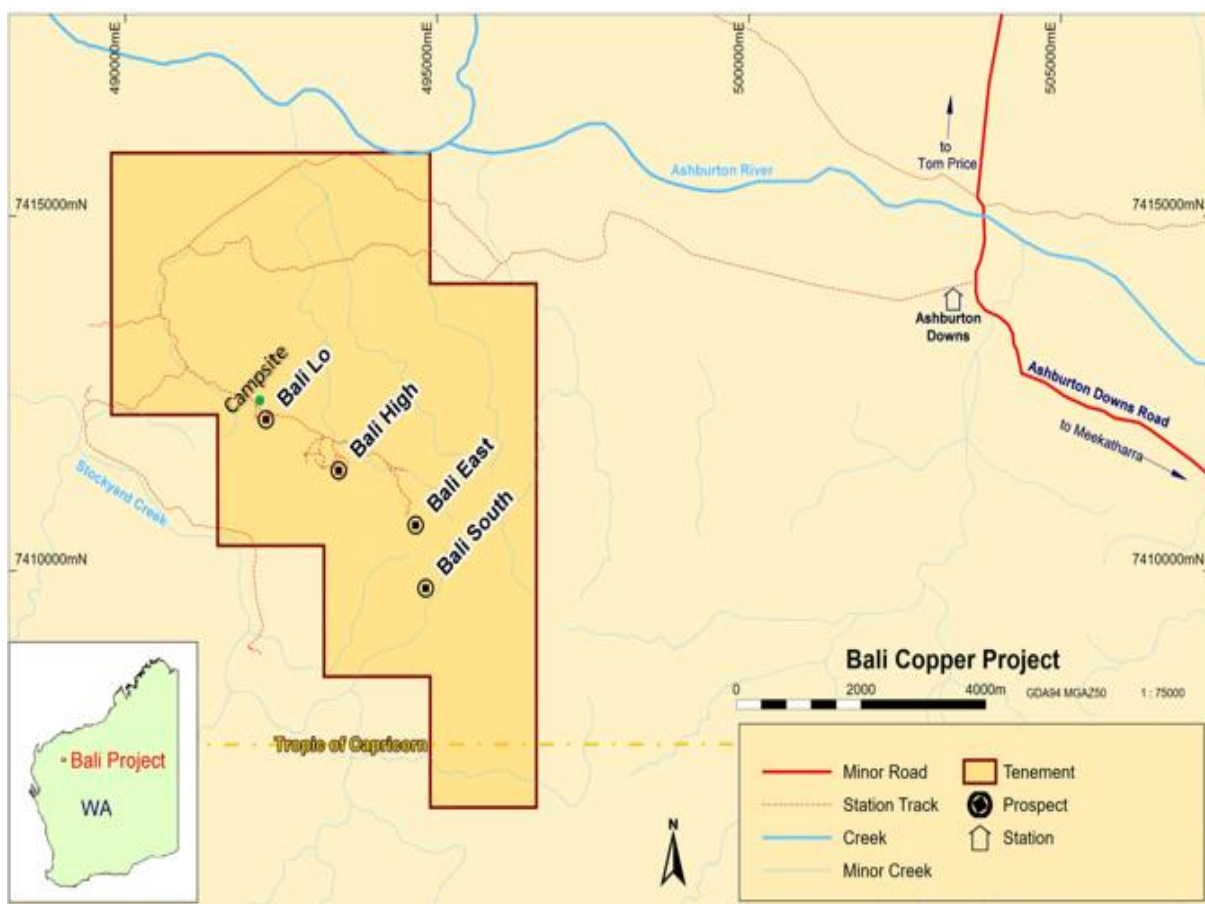 490000mE
495000mE
500000mE
505000mE
to
Tom Price
Ashburton River
7415000mN
7415000mN
Ashburton
Downs
Campsite
Bali Lo
Bali High
Bali East
Bali South
Ashburton Downs Road
to Meekatharra
Stockyard Creek
7410000mN
7410000mN
Bali Copper Project
0
2000
4000m
GDA94 MGAZ50
1 : 75000
Tropic of Capricorn
Bali Project
WA
N
Minor Road
Station Track
Creek
Minor Creek
Tenement
Prospect
Station